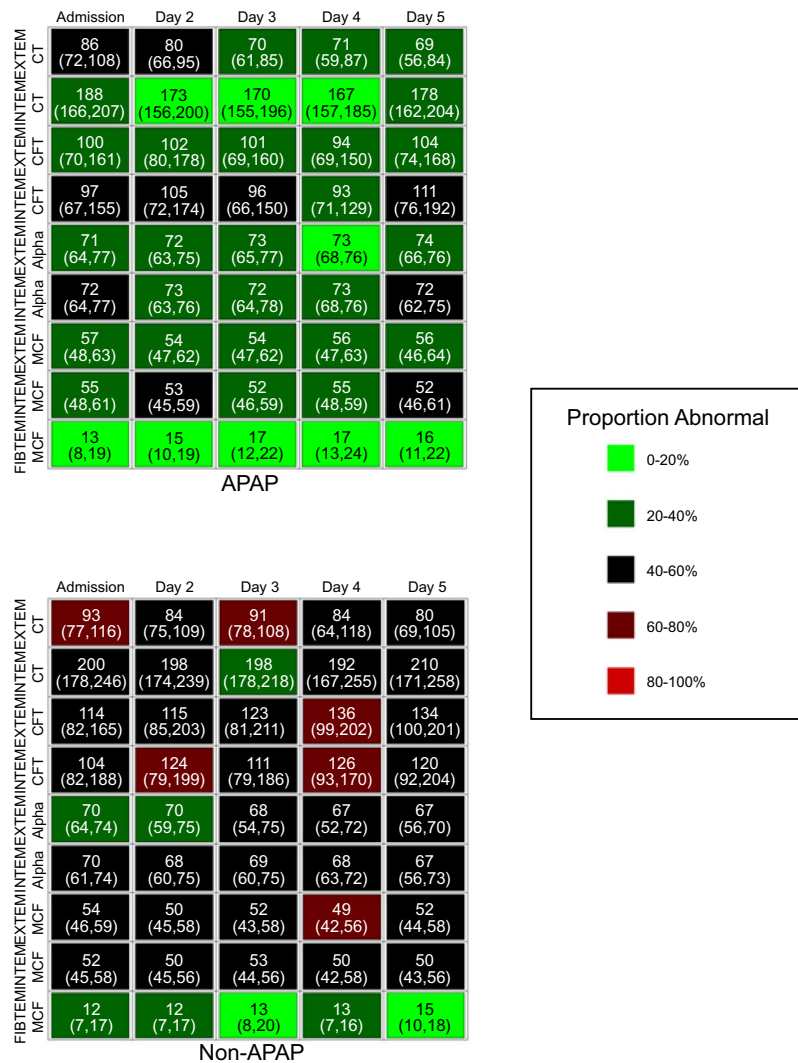 Admission Day 2 Day 3 Day 4 Day 5
EXTEM CT 86 (72,108) 80 (66,95) 70 (61,85) 71 (59,87) 69 (56,84)
INTEM CT 188 (166,207) 173 (156,200) 170 (155,196) 167 (157,185) 178 (162,204)
EXTEM CFT 100 (70,161) 102 (80,178) 101 (69,160) 94 (69,150) 104 (74,168)
INTEM CFT 97 (67,155) 105 (72,174) 96 (66,150) 93 (71,129) 111 (76,192)
EXTEM Alpha 71 (64,77) 72 (63,75) 73 (65,77) 73 (68,76) 74 (66,76)
INTEM Alpha 72 (64,77) 73 (63,76) 72 (64,78) 73 (68,76) 72 (62,75)
EXTEM MCF 57 (48,63) 54 (47,62) 54 (47,62) 56 (47,63) 56 (46,64)
INTEM MCF 55 (48,61) 53 (45,59) 52 (46,59) 55 (48,59) 52 (46,61)
FIBTEM MCF 13 (8,19) 15 (10,19) 17 (12,22) 17 (13,24) 16 (11,22)
APAP
Proportion Abnormal
0-20%
20-40%
40-60%
60-80%
80-100%
Admission Day 2 Day 3 Day 4 Day 5
EXTEM CT 93 (77,116) 84 (75,109) 91 (78,108) 84 (64,118) 80 (69,105)
INTEM CT 200 (178,246) 198 (174,239) 198 (178,218) 192 (167,255) 210 (171,258)
EXTEM CFT 114 (82,165) 115 (85,203) 123 (81,211) 136 (99,202) 134 (100,201)
INTEM CFT 104 (82,188) 124 (79,199) 111 (79,186) 126 (93,170) 120 (92,204)
EXTEM Alpha 70 (64,74) 70 (59,75) 68 (54,75) 67 (52,72) 67 (56,70)
INTEM Alpha 70 (61,74) 68 (60,75) 69 (60,75) 68 (63,72) 67 (56,73)
EXTEM MCF 54 (46,59) 50 (45,58) 52 (43,58) 49 (42,56) 52 (44,58)
INTEM MCF 52 (45,58) 50 (45,56) 53 (44,56) 50 (42,58) 50 (43,56)
FIBTEM MCF 12 (7,17) 12 (7,17) 13 (8,20) 13 (7,16) 15 (10,18)
Non-APAP